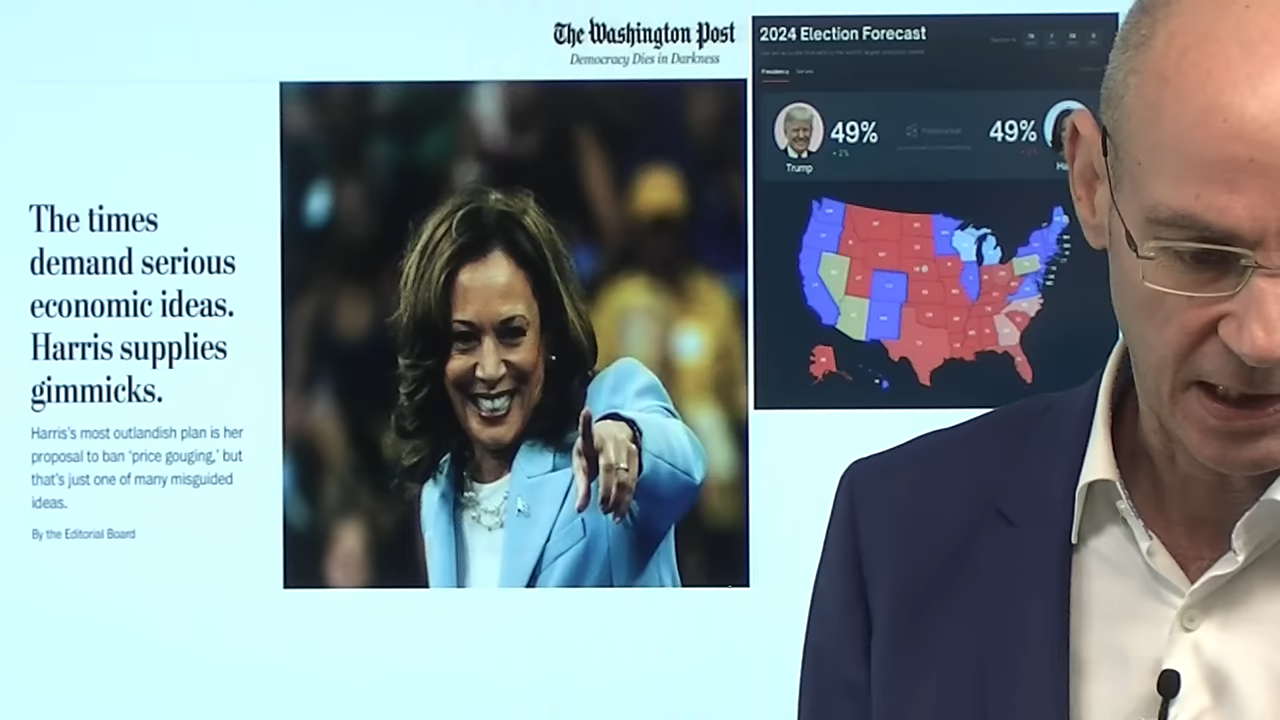 The Washington Post
Democracy Dies in Darkness
The times
demand serious
economic ideas.
Harris supplies
gimmicks.
Harris's most outlandish plan is her
proposal to ban 'price gouging,' but
that's just one of many misguided
ideas.
By the Editorial Board
2024 Election Forecast
Presidency
49%
49%
Trump